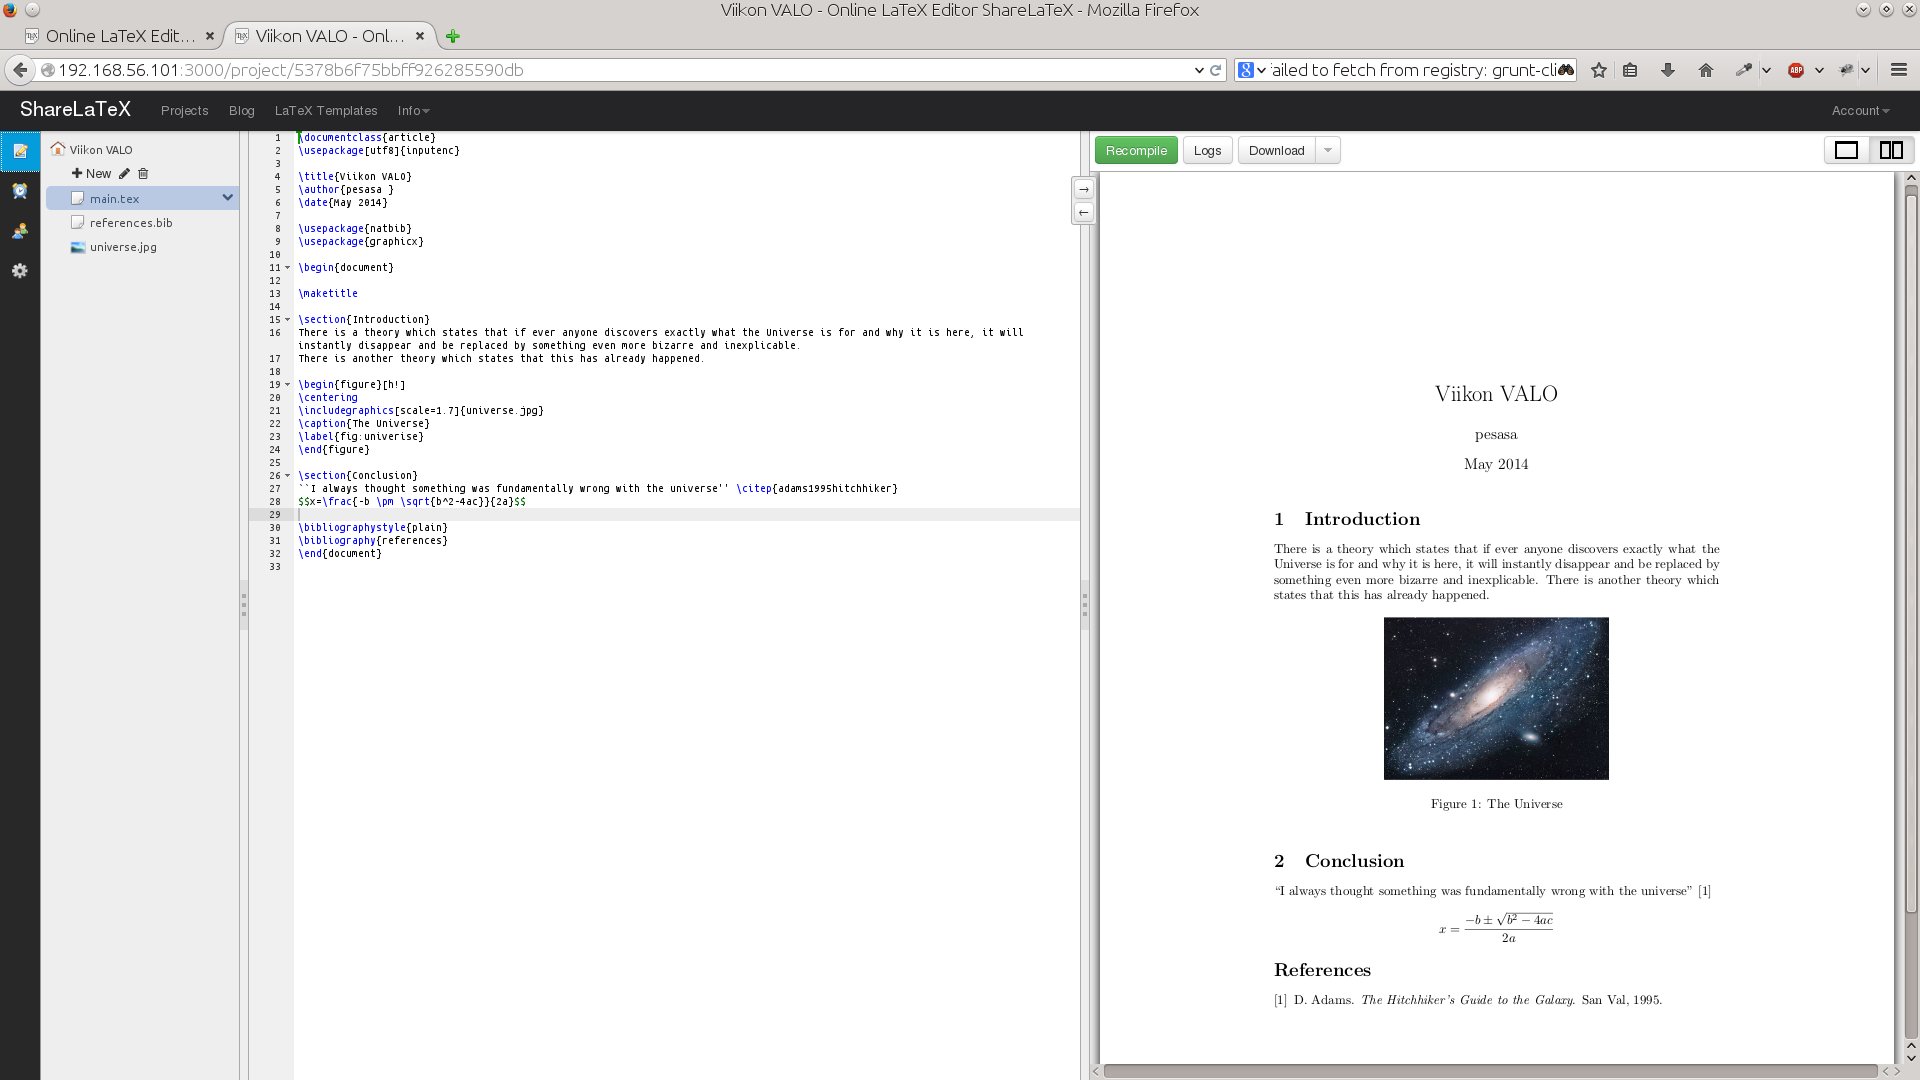 Viikon VALO - Online LaTeX Editor ShareLaTeX - Mozilla Firefox
Online LaTeX Edit...
Viikon VALO - Onl...
192.168.56.101:3000/project/5378b6f75bbff926285590db
ailed to fetch from registry: grunt-cli
ABP
ShareLaTeX
Projects
Blog
LaTeX Templates
Info
Account
Viikon VALO
New
main.tex
references.bib
universe.jpg
1 \documentclass{article}
2 \usepackage[utf8]{inputenc}
3
4 \title{Viikon VALO}
5 \author{pesasa }
6 \date{May 2014}
7
8 \usepackage{natbib}
9 \usepackage{graphicx}
10
11 \begin{document}
12
13 \maketitle
14
15 \section{Introduction}
16 There is a theory which states that if ever anyone discovers exactly what the Universe is for and why it is here, it will
instantly disappear and be replaced by something even more bizarre and inexplicable.
17 There is another theory which states that this has already happened.
18
19 \begin{figure}[h!]
20 \centering
21 \includegraphics[scale=1.7]{universe.jpg}
22 \caption{The Universe}
23 \label{fig:univerise}
24 \end{figure}
25
26 \section{Conclusion}
27 ``I always thought something was fundamentally wrong with the universe'' \citep{adams1995hitchhiker}
28 $$x=\frac{-b \pm \sqrt{b^2-4ac}}{2a}$$
29
30 \bibliographystyle{plain}
31 \bibliography{references}
32 \end{document}
33
Recompile
Logs
Download
Viikon VALO
pesasa
May 2014
1 Introduction
There is a theory which states that if ever anyone discovers exactly what the
Universe is for and why it is here, it will instantly disappear and be replaced by
something even more bizarre and inexplicable. There is another theory which
states that this has already happened.
Figure 1: The Universe
2 Conclusion
“I always thought something was fundamentally wrong with the universe” [1]
x = −b ± √b² − 4ac
2a
References
[1] D. Adams. The Hitchhiker's Guide to the Galaxy. San Val, 1995.